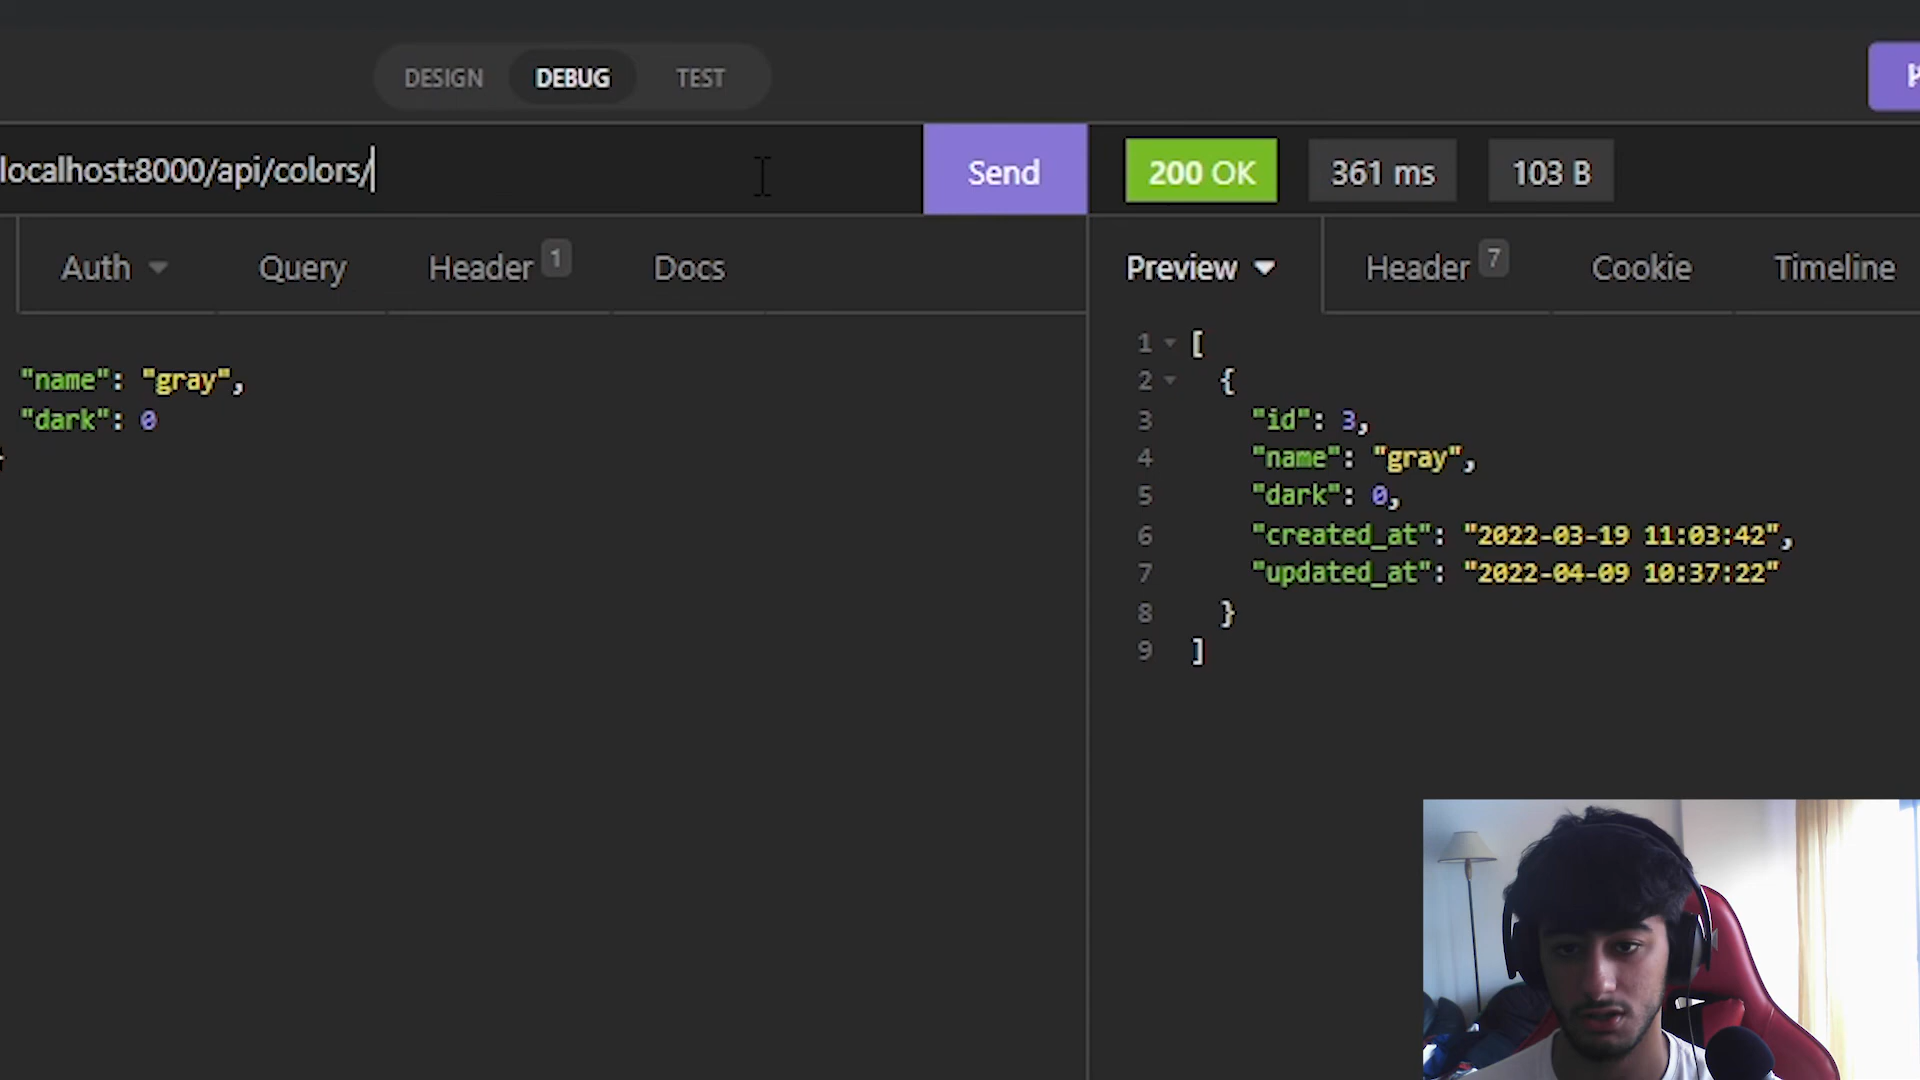 DESIGN DEBUG TEST
localhost:8000/api/colors/ Send 200 OK 361 ms 103 B
Auth Query Header 1 Docs Preview Header 7 Cookie Timeline
"name": "gray",
"dark": 0
}
1 [
2 {
3 "id": 3,
4 "name": "gray",
5 "dark": 0,
6 "created_at": "2022-03-19 11:03:42",
7 "updated_at": "2022-04-09 10:37:22"
8 }
9 ]